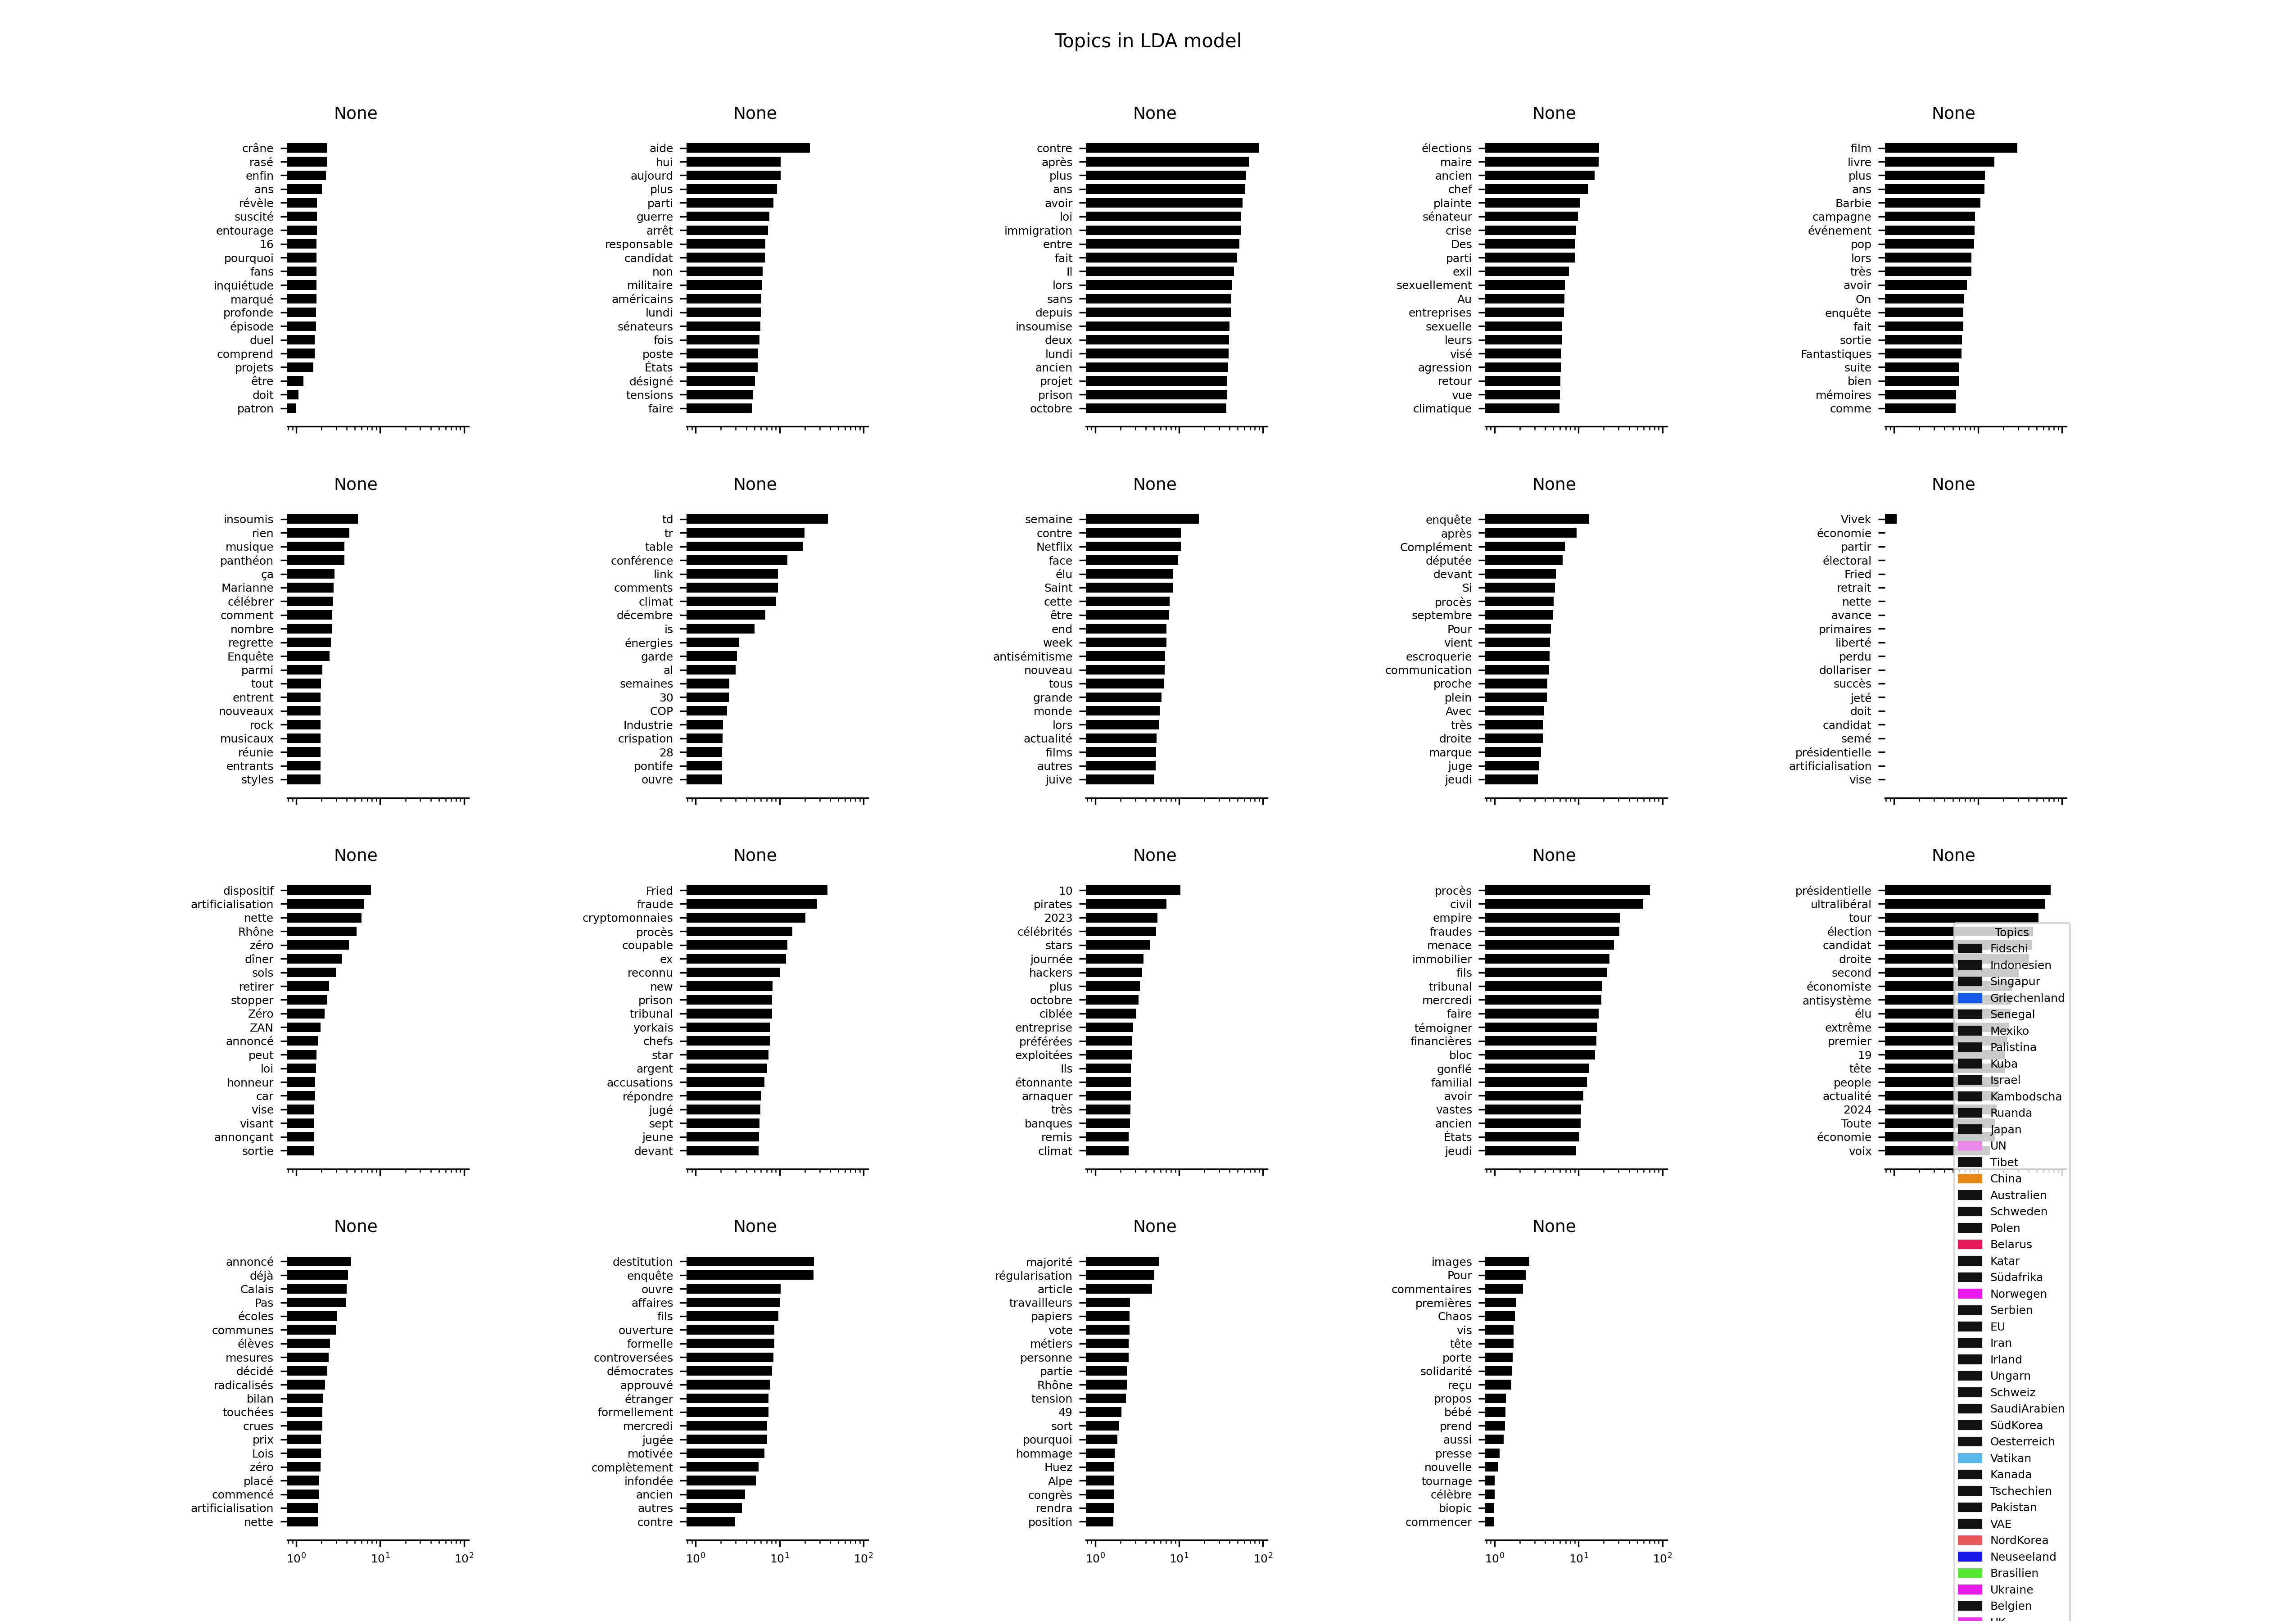 Topics in LDA model
None
crâne
rasé
enfin
ans
révèle
suscité
entourage
16
pourquoi
fans
inquiétude
marqué
profonde
épisode
duel
comprend
projets
être
doit
patron
None
aide
hui
aujourd
plus
parti
guerre
arrêt
responsable
candidat
non
militaire
américains
lundi
sénateurs
fois
poste
États
désigné
tensions
faire
None
contre
après
plus
ans
avoir
loi
immigration
entre
fait
Il
lors
sans
depuis
insoumise
deux
lundi
ancien
projet
prison
octobre
None
élections
maire
ancien
chef
plainte
sénateur
crise
Des
parti
exil
sexuellement
Au
entreprises
sexuelle
leurs
visé
agression
retour
vue
climatique
None
film
livre
plus
ans
Barbie
campagne
événement
pop
lors
très
avoir
On
enquête
fait
sortie
Fantastiques
suite
bien
mémoires
comme
None
insoumis
rien
musique
panthéon
ça
Marianne
célébrer
comment
nombre
regrette
Enquête
parmi
tout
entrent
nouveaux
rock
musicaux
réunie
entrants
styles
None
td
tr
table
conférence
link
comments
climat
décembre
is
énergies
garde
al
semaines
30
COP
Industrie
crispation
28
pontife
ouvre
None
semaine
contre
Netflix
face
élu
Saint
cette
être
end
week
antisémitisme
nouveau
tous
grande
monde
lors
actualité
films
autres
juive
None
enquête
après
Complément
députée
devant
Si
procès
septembre
Pour
vient
escroquerie
communication
proche
plein
Avec
très
droite
marque
juge
jeudi
None
Vivek
économie
partir
électoral
Fried
retrait
nette
avance
primaires
liberté
perdu
dollariser
succès
jeté
doit
candidat
semé
présidentielle
artificialisation
vise
None
dispositif
artificialisation
nette
Rhône
zéro
dîner
sols
retirer
stopper
Zéro
ZAN
annoncé
peut
loi
honneur
car
vise
visant
annonçant
sortie
None
Fried
fraude
cryptomonnaies
procès
coupable
ex
reconnu
new
prison
tribunal
yorkais
chefs
star
argent
accusations
répondre
jugé
sept
jeune
devant
None
10
pirates
2023
célébrités
stars
journée
hackers
plus
octobre
ciblée
entreprise
préférées
exploitées
Ils
étonnante
arnaquer
très
banques
remis
climat
None
procès
civil
empire
fraudes
menace
immobilier
fils
tribunal
mercredi
faire
témoigner
financières
bloc
gonflé
familial
avoir
vastes
ancien
États
jeudi
None
présidentielle
ultralibéral
tour
élection
candidat
droite
second
économiste
antisystème
élu
extrême
premier
19
tête
people
actualité
2024
Toute
économie
voix
None
annoncé
déjà
Calais
Pas
écoles
communes
élèves
mesures
décidé
radicalisés
bilan
touchées
crues
prix
Lois
zéro
placé
commencé
artificialisation
nette
10⁰ 10¹ 10²
None
destitution
enquête
ouvre
affaires
fils
ouverture
formelle
controversées
démocrates
approuvé
étranger
formellement
mercredi
jugée
motivée
complètement
infondée
ancien
autres
contre
10⁰ 10¹ 10²
None
majorité
régularisation
article
travailleurs
papiers
vote
métiers
personne
partie
Rhône
tension
49
sort
pourquoi
hommage
Huez
Alpe
congrès
rendra
position
10⁰ 10¹ 10²
None
images
Pour
commentaires
premières
Chaos
vis
tête
porte
solidarité
reçu
propos
bébé
prend
aussi
presse
nouvelle
tournage
célèbre
biopic
commencer
10⁰ 10¹ 10²
Topics
Fidschi
Indonesien
Singapur
Griechenland
Senegal
Mexiko
Palistina
Kuba
Israel
Kambodscha
Ruanda
Japan
UN
Tibet
China
Australien
Schweden
Polen
Belarus
Katar
Südafrika
Norwegen
Serbien
EU
Iran
Irland
Ungarn
Schweiz
SaudiArabien
SüdKorea
Oesterreich
Vatikan
Kanada
Tschechien
Pakistan
VAE
NordKorea
Neuseeland
Brasilien
Ukraine
Belgien